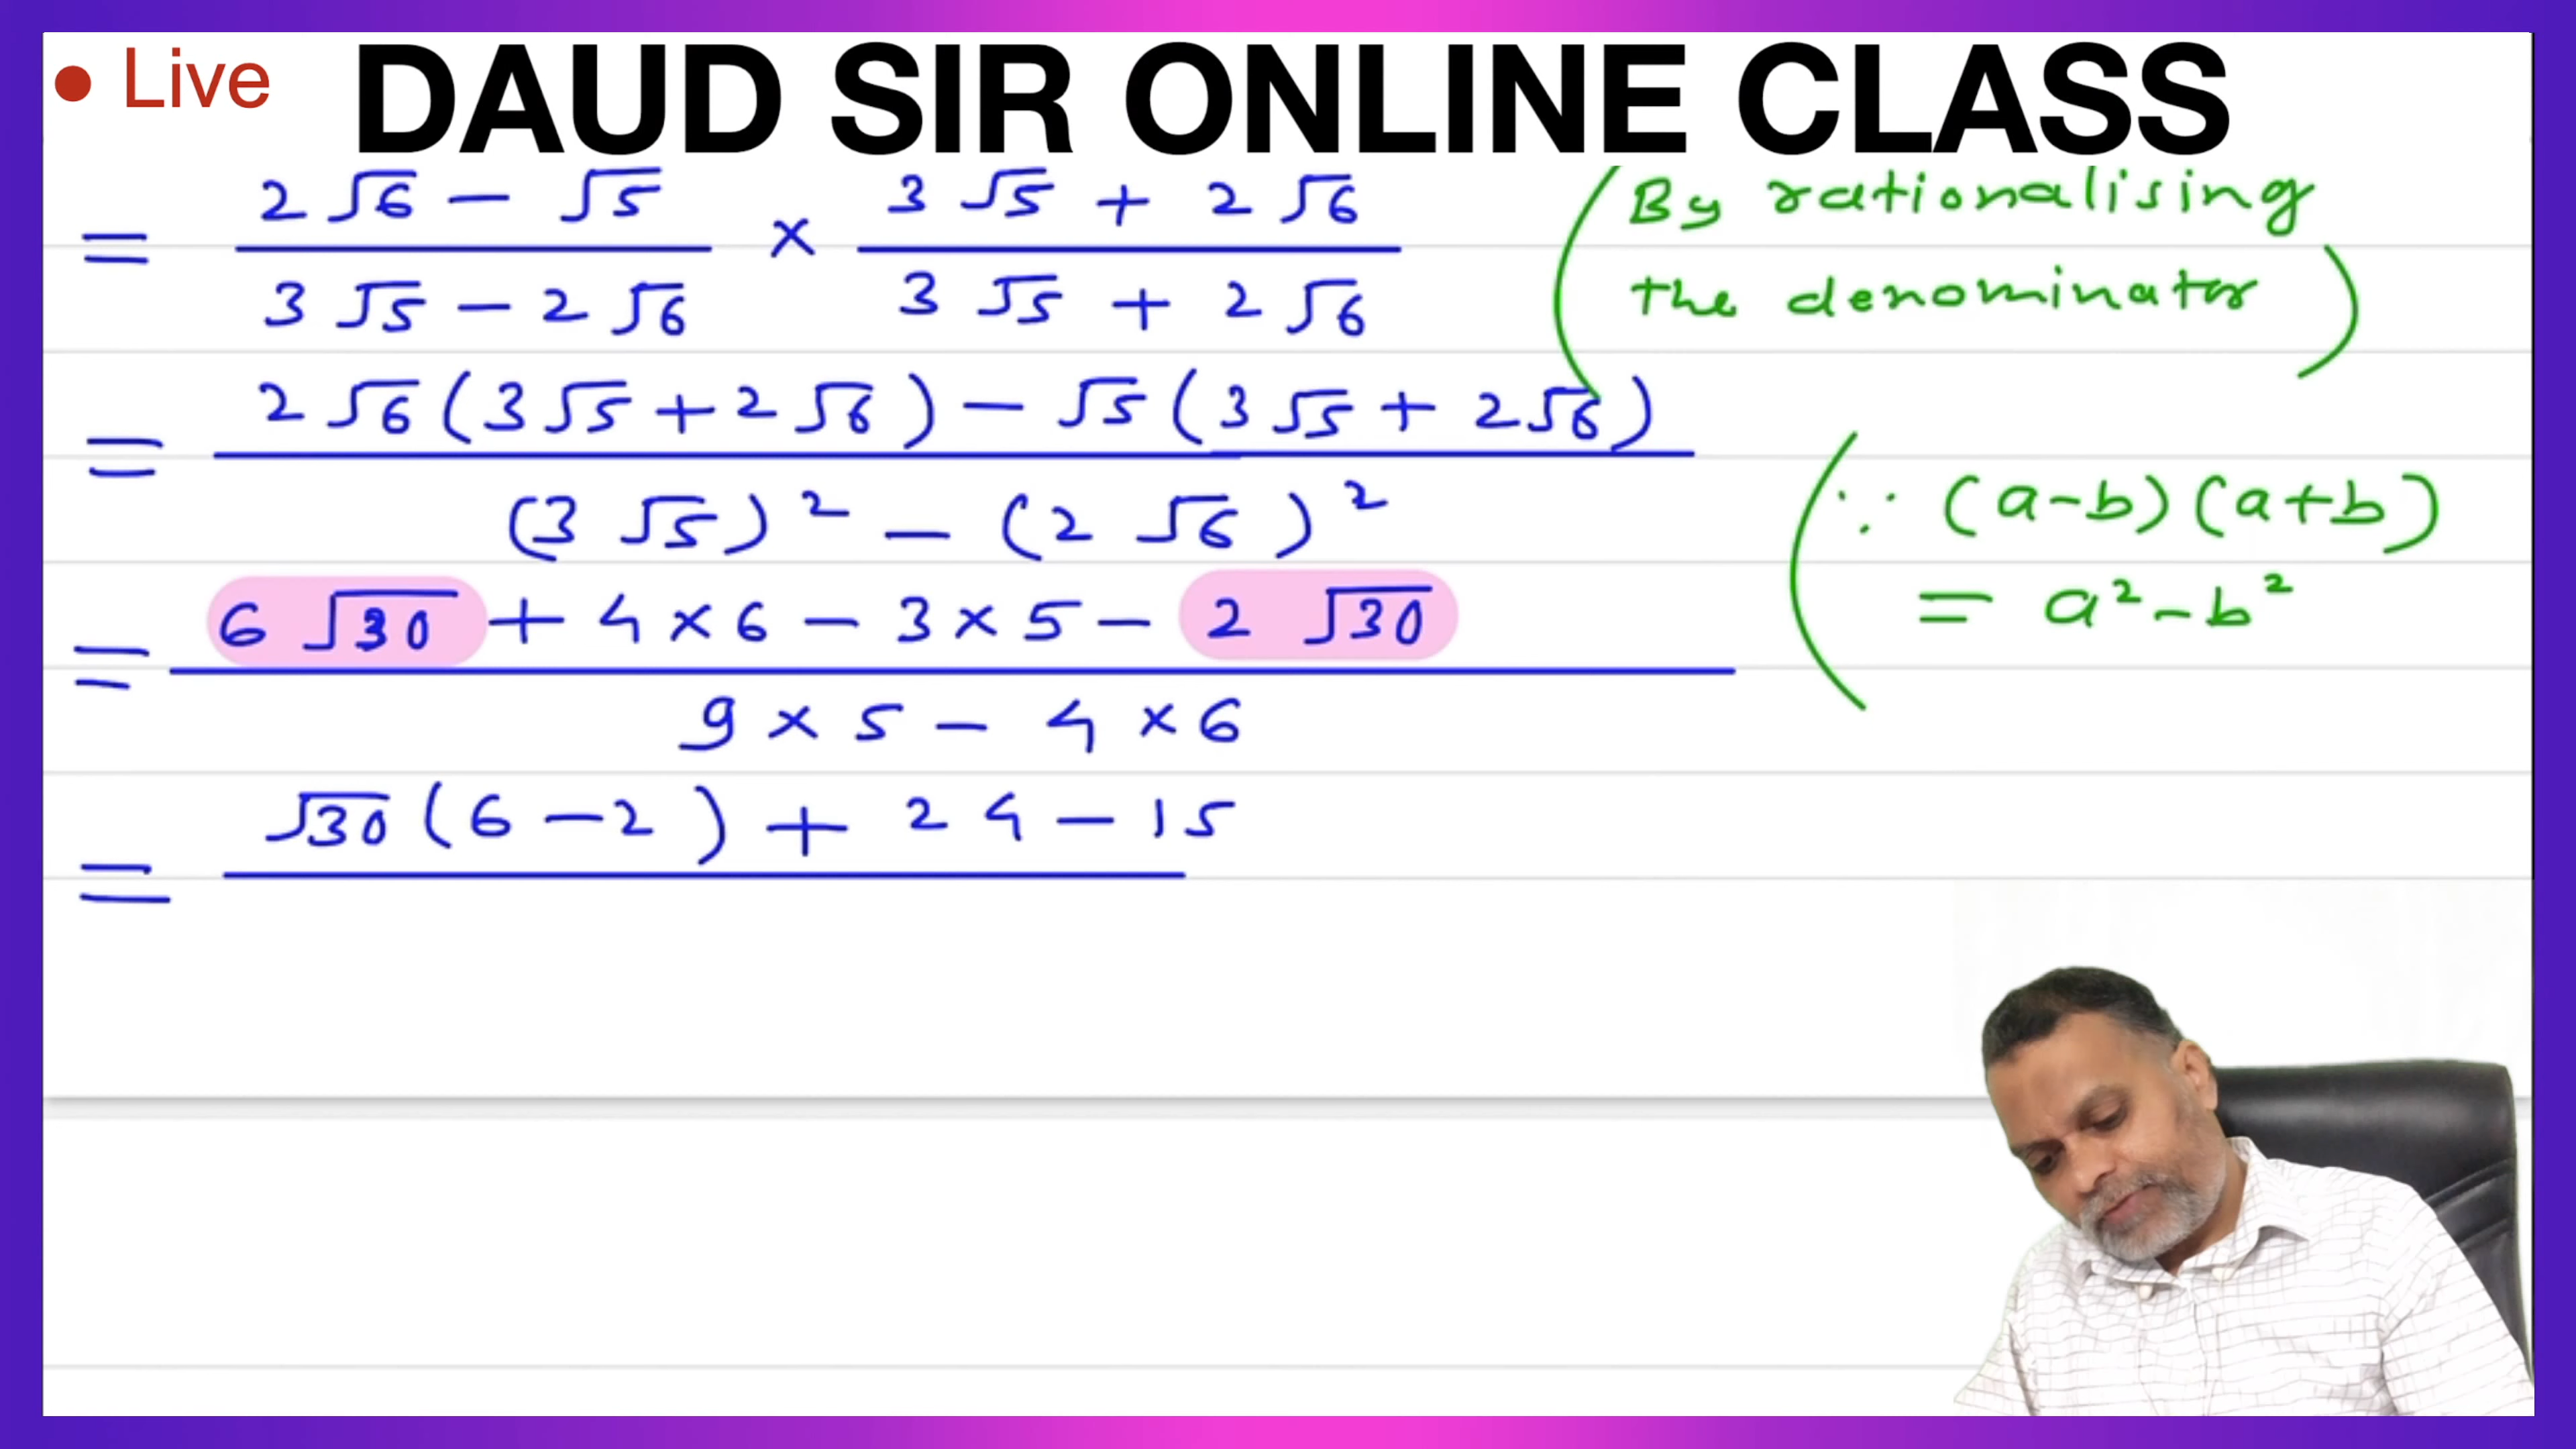 • Live DAUD SIR ONLINE CLASS
= (2√6 − √5)/(3√5 − 2√6) × (3√5 + 2√6)/(3√5 + 2√6)
(By rationalising
the denominator)
= (2√6(3√5 + 2√6) − √5(3√5 + 2√6))/((3√5)² − (2√6)²)
(∵ (a−b)(a+b)
= a² − b²
= (6√30 + 4×6 − 3×5 − 2√30)/(9×5 − 4×6)
= √30(6−2) + 24 − 15